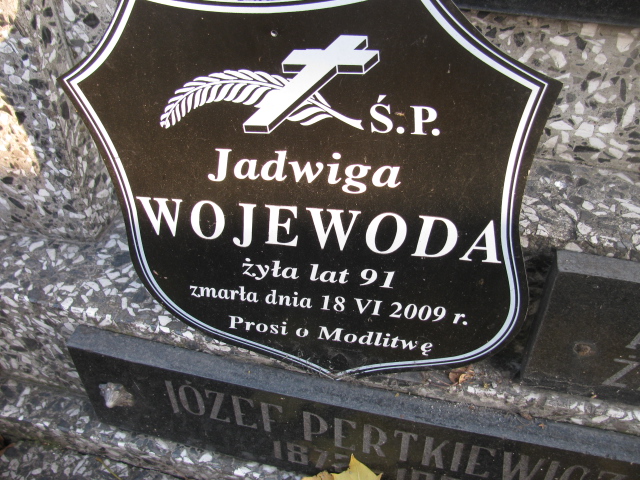 Ś.P.
Jadwiga
WOJEWODA
żyła lat 91
zmarła dnia 18 VI 2009 r.
Prosi o Modlitwę
JÓZEF PERTKIEWICZ